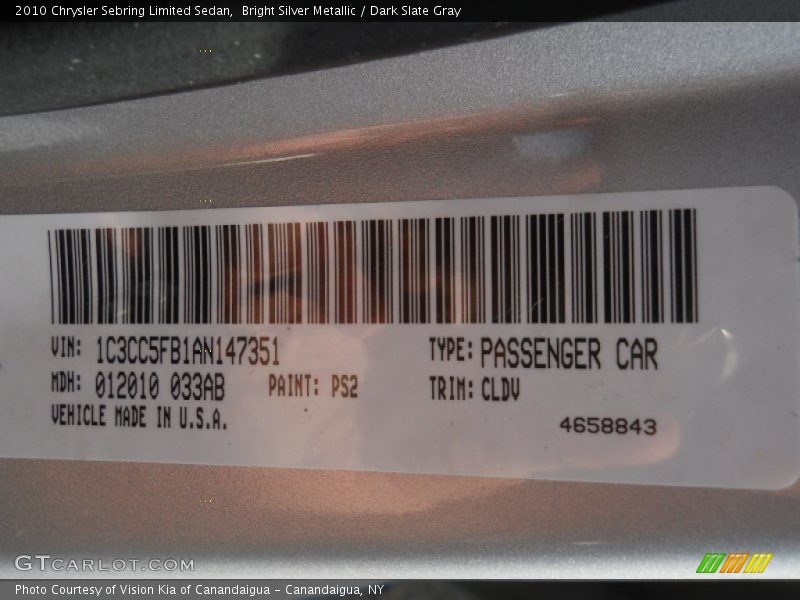 2010 Chrysler Sebring Limited Sedan,  Bright Silver Metallic / Dark Slate Gray
VIN: 1C3CC5FB1AN147351
TYPE: PASSENGER CAR
MDH: 012010 033AB
PAINT: PS2
TRIM: CLDV
VEHICLE MADE IN U.S.A.
4658843
GTCARLOT.COM
Photo Courtesy of Vision Kia of Canandaigua - Canandaigua, NY